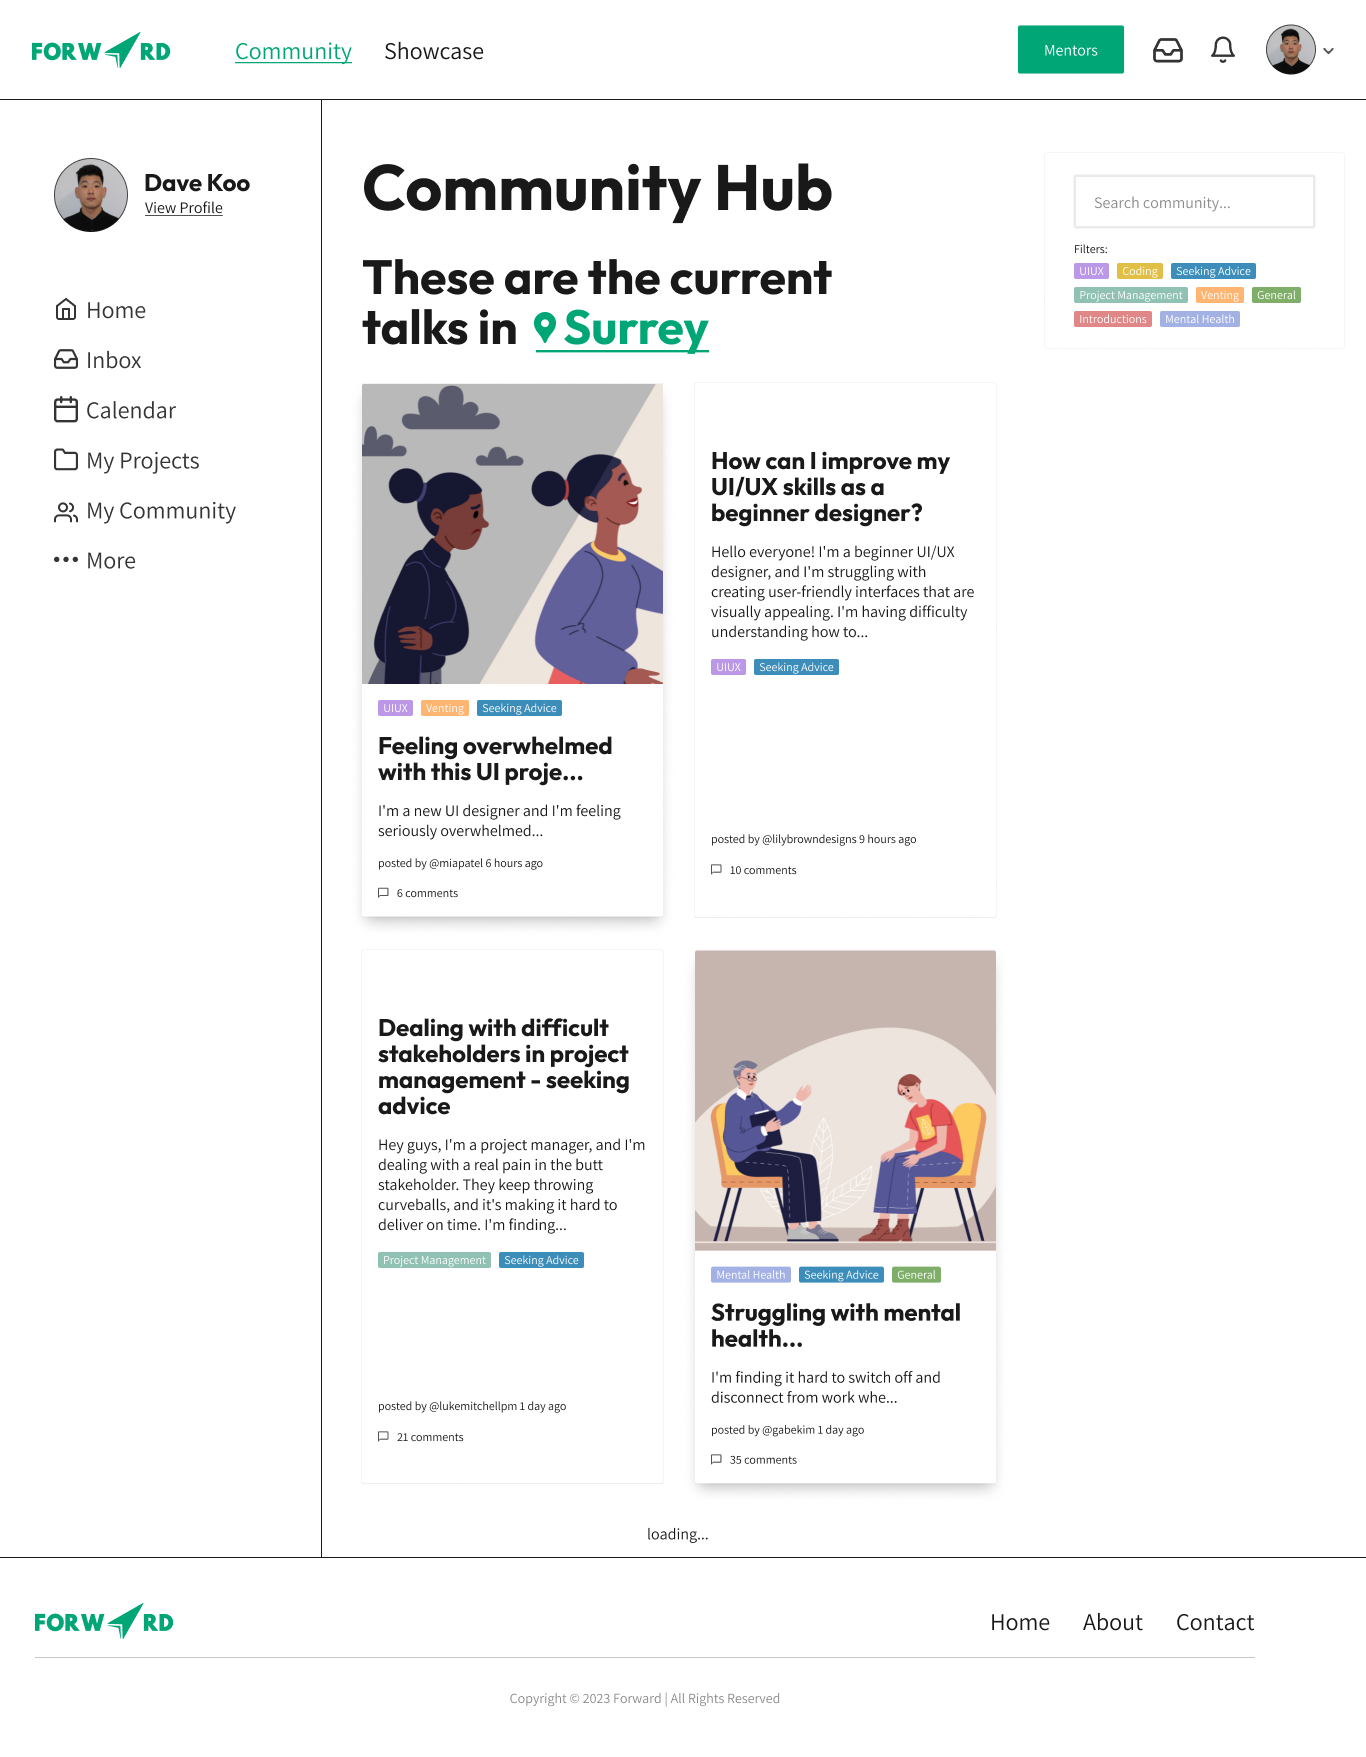 FORWARD
Community
Showcase
Mentors
Dave Koo
View Profile
Home
Inbox
Calendar
My Projects
My Community
More
Community Hub
These are the current
talks in Surrey
Search community...
Filters:
UIUX Coding Seeking Advice
Project Management Venting General
Introductions Mental Health
UIUX Venting Seeking Advice
Feeling overwhelmed
with this UI proje...
I'm a new UI designer and I'm feeling
seriously overwhelmed...
posted by @miapatel 6 hours ago
6 comments
How can I improve my
UI/UX skills as a
beginner designer?
Hello everyone! I'm a beginner UI/UX
designer, and I'm struggling with
creating user-friendly interfaces that are
visually appealing. I'm having difficulty
understanding how to...
UIUX Seeking Advice
posted by @lilybrowndesigns 9 hours ago
10 comments
Dealing with difficult
stakeholders in project
management - seeking
advice
Hey guys, I'm a project manager, and I'm
dealing with a real pain in the butt
stakeholder. They keep throwing
curveballs, and it's making it hard to
deliver on time. I'm finding...
Project Management Seeking Advice
posted by @lukemitchellpm 1 day ago
21 comments
Mental Health Seeking Advice General
Struggling with mental
health...
I'm finding it hard to switch off and
disconnect from work whe...
posted by @gabekim 1 day ago
35 comments
loading...
FORWARD
Home About Contact
Copyright © 2023 Forward | All Rights Reserved